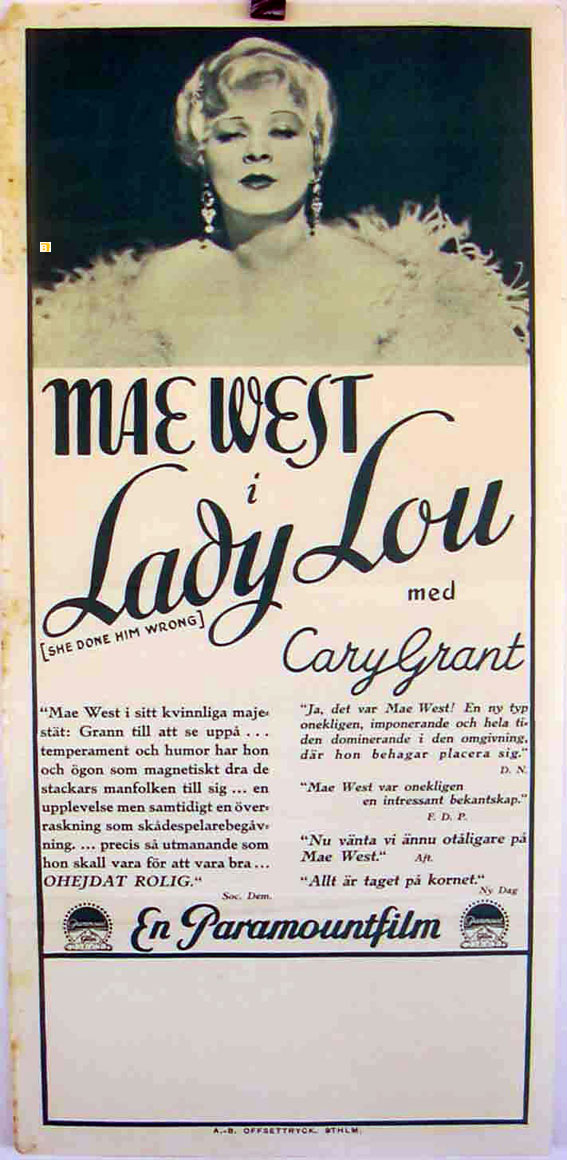 MAE WEST
i
Lady Lou
[SHE DONE HIM WRONG]
med
Cary Grant
"Mae West i sitt kvinnliga maje=
stät: Grann till att se uppå . . .
temperament och humor har hon
och ögon som magnetiskt dra de
stackars manfolken till sig ... en
upplevelse men samtidigt en över=
raskning som skådespelarebegåv=
ning. ... precis så utmanande som
hon skall vara för att vara bra ...
OHEJDAT ROLIG."
Soc. Dem.
"Ja, det var Mae West! En ny typ
onekligen, imponerande och hela ti=
den dominerande i den omgivning,
där hon behagar placera sig."
D. N.
"Mae West var onekligen
en intressant bekantskap."
F. D. P.
"Nu vänta vi ännu otåligare på
Mae West." Aft.
"Allt är taget på kornet."
Ny Dag
Paramount
En Paramountfilm
Paramount
A.-B. OFFSETTRYCK. STHLM.